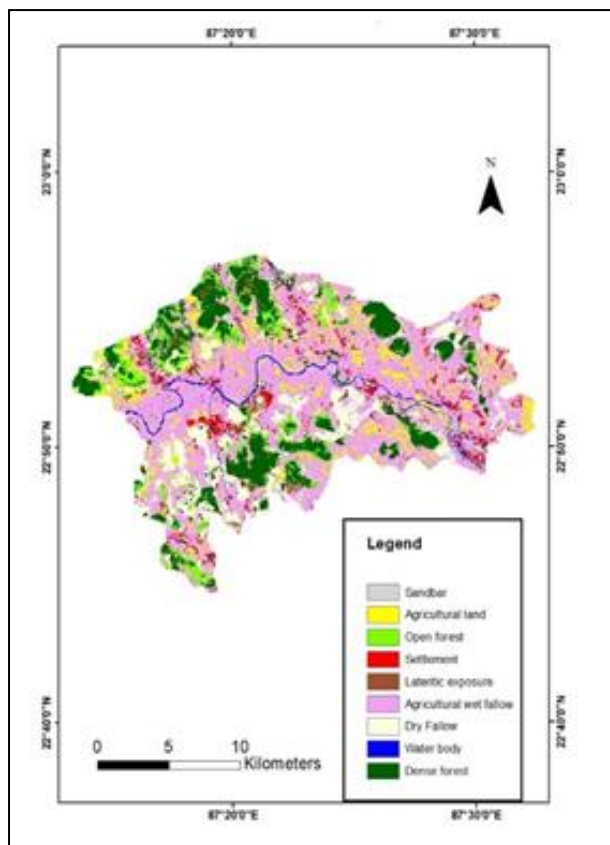 87°20'0"E 87°30'0"E
N
23°0'0"N 23°0'0"N
22°50'0"N 22°50'0"N
Legend
Sandbar
Agricultural land
Open forest
Settlement
Lateritic exposure
Agricultural wet fallow
Dry Fallow
Water body
Dense forest
22°40'0"N 22°40'0"N
0 5 10
Kilometers
87°20'0"E 87°30'0"E